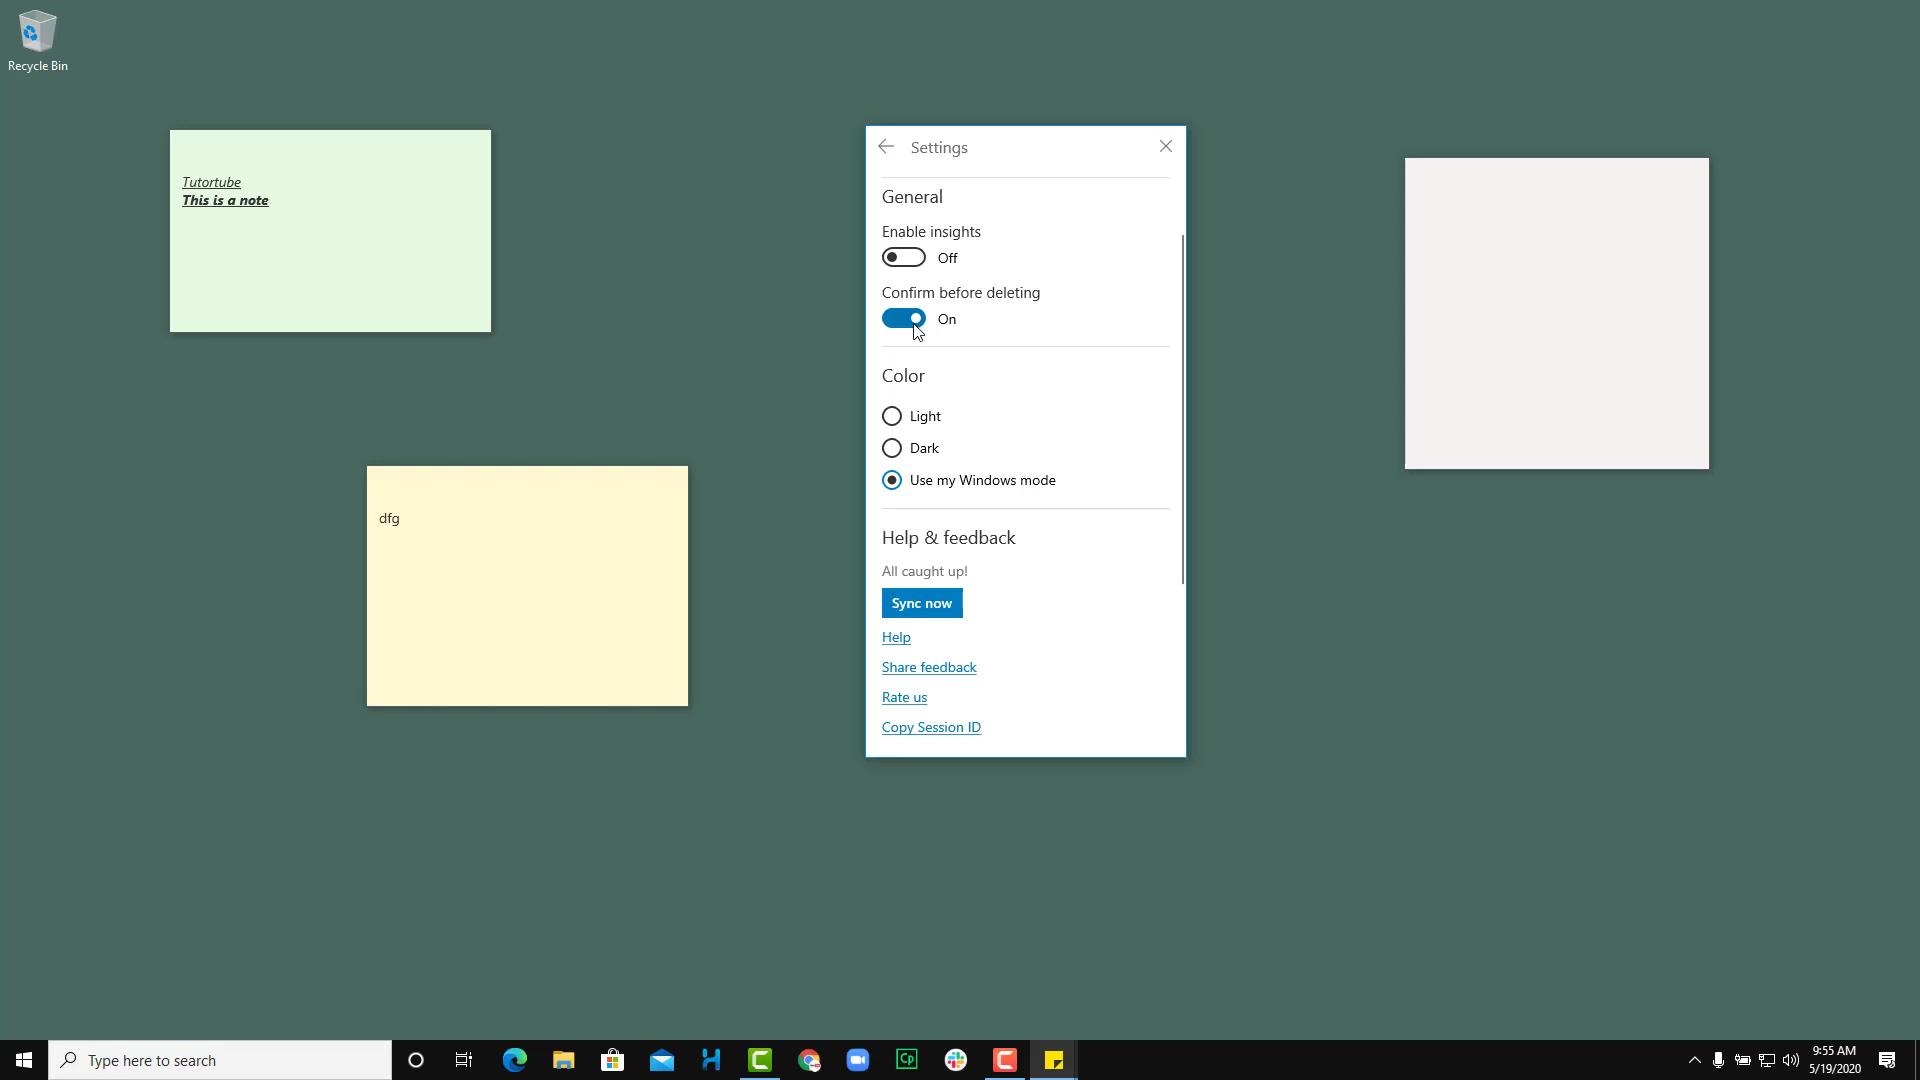 Recycle Bin
Tutortube
This is a note
dfg
Settings
General
Enable insights
Off
Confirm before deleting
On
Color
Light
Dark
Use my Windows mode
Help & feedback
All caught up!
Sync now
Help
Share feedback
Rate us
Copy Session ID
Type here to search
Cp
9:55 AM
5/19/2020